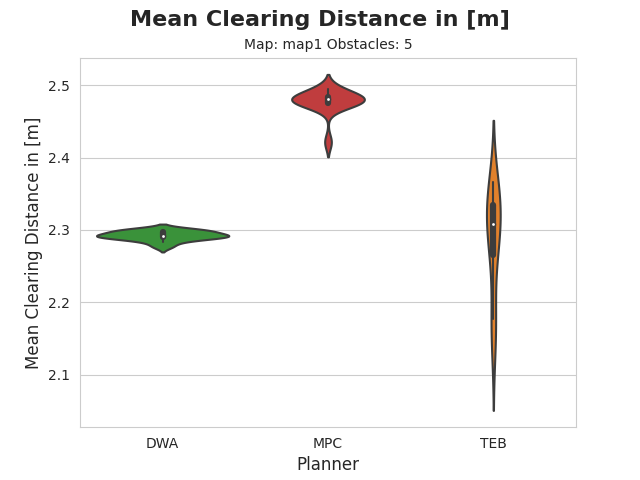 Mean Clearing Distance in [m]
Map: map1 Obstacles: 5
Mean Clearing Distance in [m]
2.5
2.4
2.3
2.2
2.1
DWA
MPC
TEB
Planner